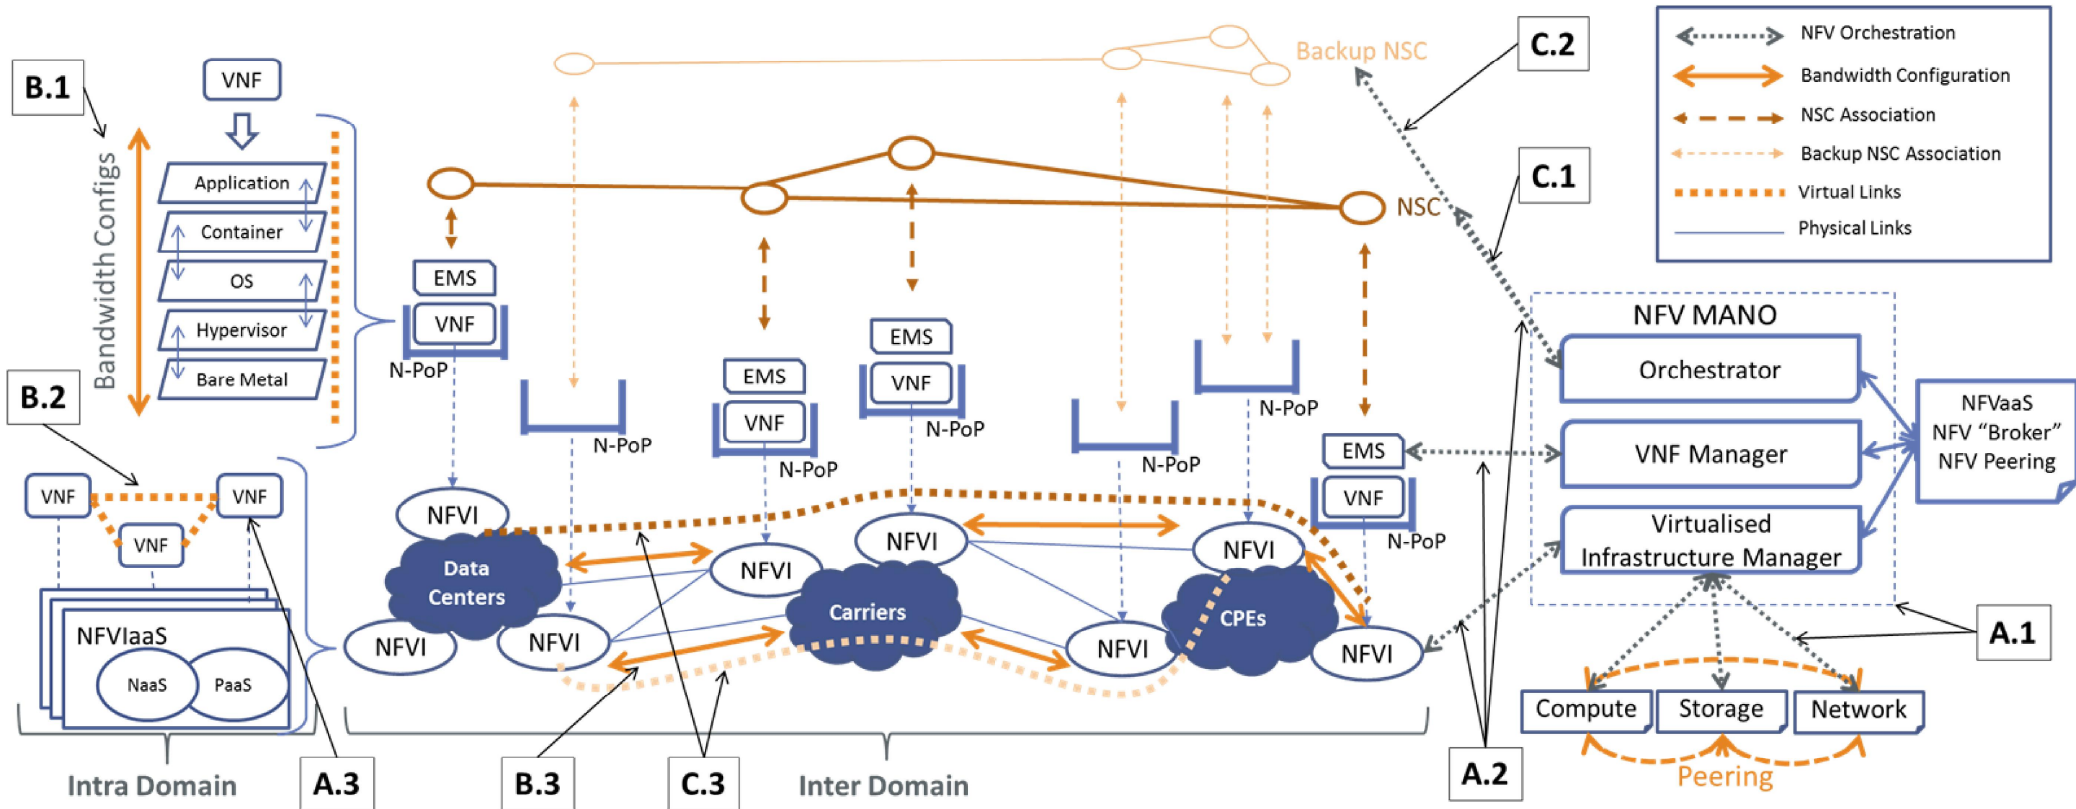 B.1
VNF
Bandwidth Configs
Application
Container
OS
Hypervisor
Bare Metal
B.2
VNF
VNF
VNF
NFVIaaS
NaaS
PaaS
Intra Domain
A.3
Backup NSC
NSC
EMS
VNF
N-PoP
N-PoP
EMS
VNF
N-PoP
EMS
VNF
N-PoP
N-PoP
N-PoP
EMS
VNF
N-PoP
NFVI
Data
Centers
NFVI
NFVI
NFVI
NFVI
Carriers
NFVI
NFVI
CPEs
NFVI
B.3
C.3
Inter Domain
C.2
C.1
NFV Orchestration
Bandwidth Configuration
NSC Association
Backup NSC Association
Virtual Links
Physical Links
NFV MANO
Orchestrator
VNF Manager
Virtualised
Infrastructure Manager
NFVaaS
NFV “Broker”
NFV Peering
A.1
A.2
Compute
Storage
Network
Peering